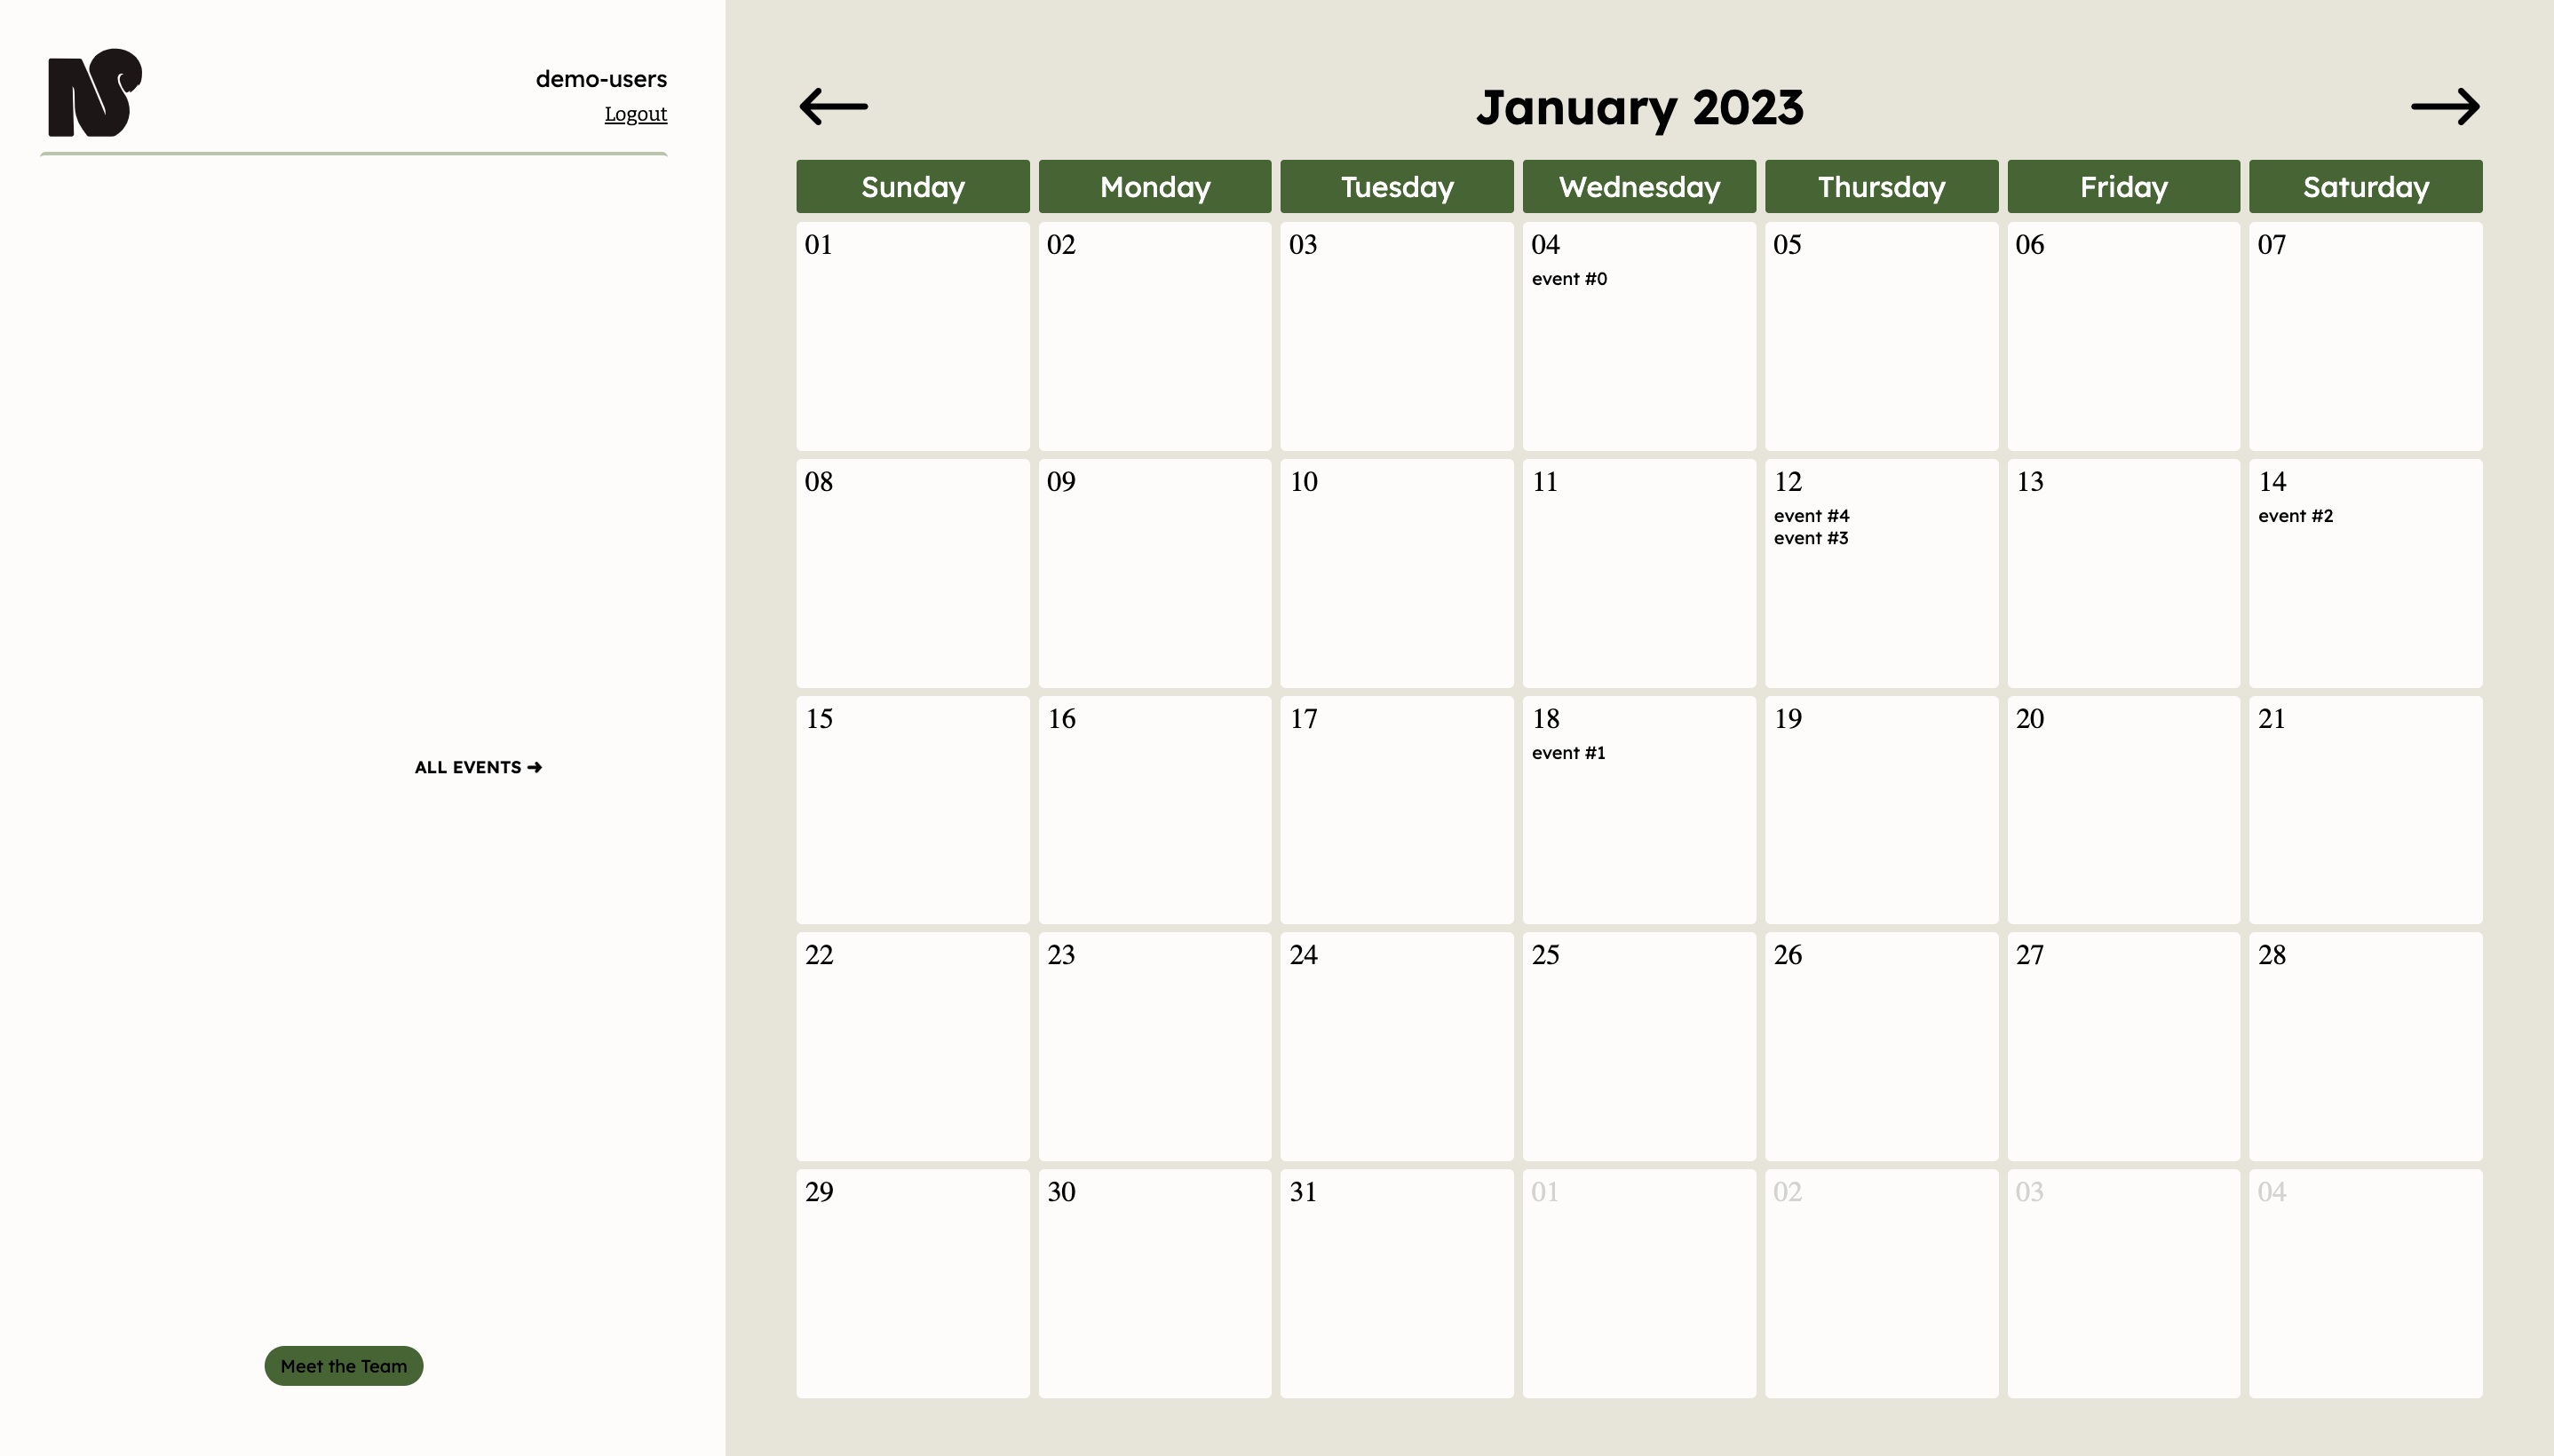 NS
demo-users
Logout
ALL EVENTS ➔
Meet the Team
January 2023
Sunday Monday Tuesday Wednesday Thursday Friday Saturday
01 02 03 04 05 06 07
event #0
08 09 10 11 12 13 14
event #4 event #2
event #3
15 16 17 18 19 20 21
event #1
22 23 24 25 26 27 28
29 30 31 01 02 03 04